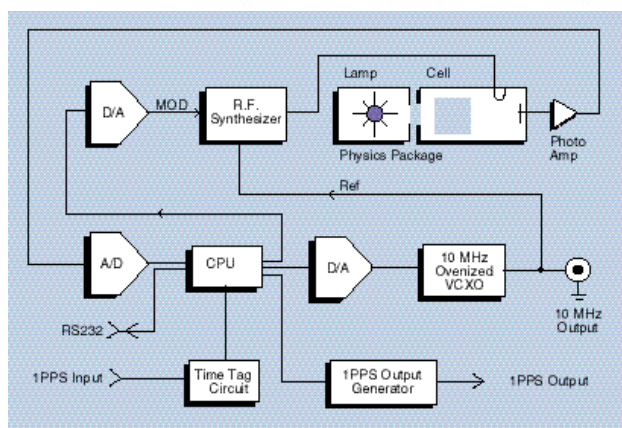 Lamp
Cell
D/A
MOD
R.F.
Synthesizer
Photo
Amp
Physics Package
Ref
A/D
CPU
D/A
10 MHz
Ovenized
VCXO
10 MHz
Output
RS232
1PPS Input
Time Tag
Circuit
1PPS Output
Generator
1PPS Output